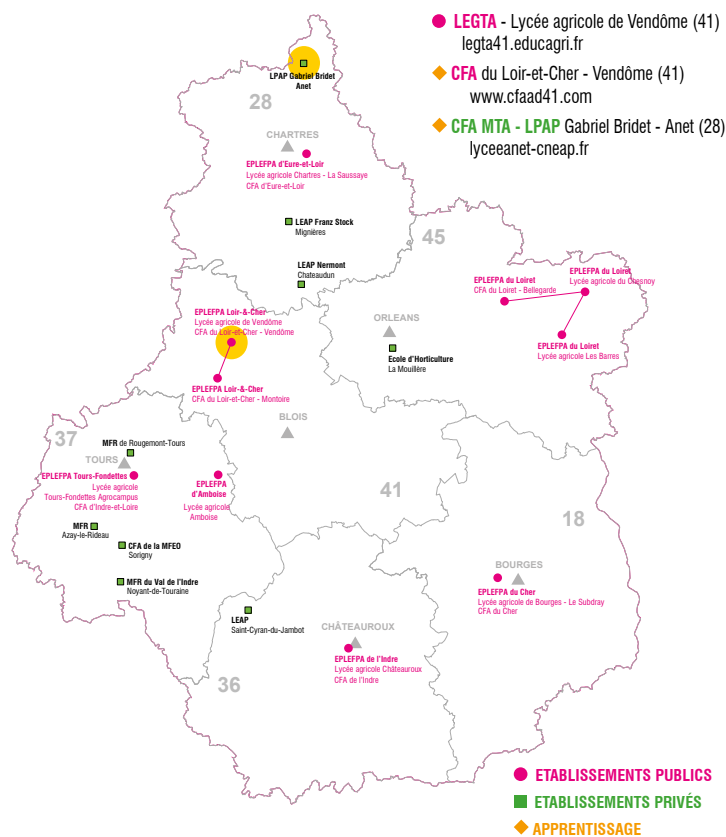 LEGTA - Lycée agricole de Vendôme (41)
legta41.educagri.fr
CFA du Loir-et-Cher - Vendôme (41)
www.cfaad41.com
CFA MTA - LPAP Gabriel Bridet - Anet (28)
lyceeanet-cneap.fr
LPAP Gabriel Bridet
Anet
28
CHARTRES
EPLEFPA d'Eure-et-Loir
Lycée agricole Chartres - La Saussaye
CFA d'Eure-et-Loir
LEAP Franz Stock
Mignières
45
LEAP Nermont
Chateaudun
EPLEFPA du Loiret
CFA du Loiret - Bellegarde
EPLEFPA du Loiret
Lycée agricole du Chesnoy
EPLEFPA du Loiret
Lycée agricole Les Barres
ORLEANS
Ecole d'Horticulture
La Mouillère
EPLEFPA Loir-&-Cher
Lycée agricole de Vendôme
CFA du Loir-et-Cher - Vendôme
EPLEFPA Loir-&-Cher
CFA du Loir-et-Cher - Montoire
BLOIS
37
MFR de Rougemont-Tours
TOURS
EPLEFPA Tours-Fondettes
Lycée agricole
Tours-Fondettes Agrocampus
CFA d'Indre-et-Loire
EPLEFPA
d'Amboise
Lycée agricole
Amboise
41
18
MFR
Azay-le-Rideau
CFA de la MFEO
Sorigny
MFR du Val de l'Indre
Noyant-de-Touraine
BOURGES
EPLEFPA du Cher
Lycée agricole de Bourges - Le Subdray
CFA du Cher
LEAP
Saint-Cyran-du-Jambot
CHÂTEAUROUX
EPLEFPA de l'Indre
Lycée agricole Châteauroux
CFA de l'Indre
36
ETABLISSEMENTS PUBLICS
ETABLISSEMENTS PRIVÉS
APPRENTISSAGE